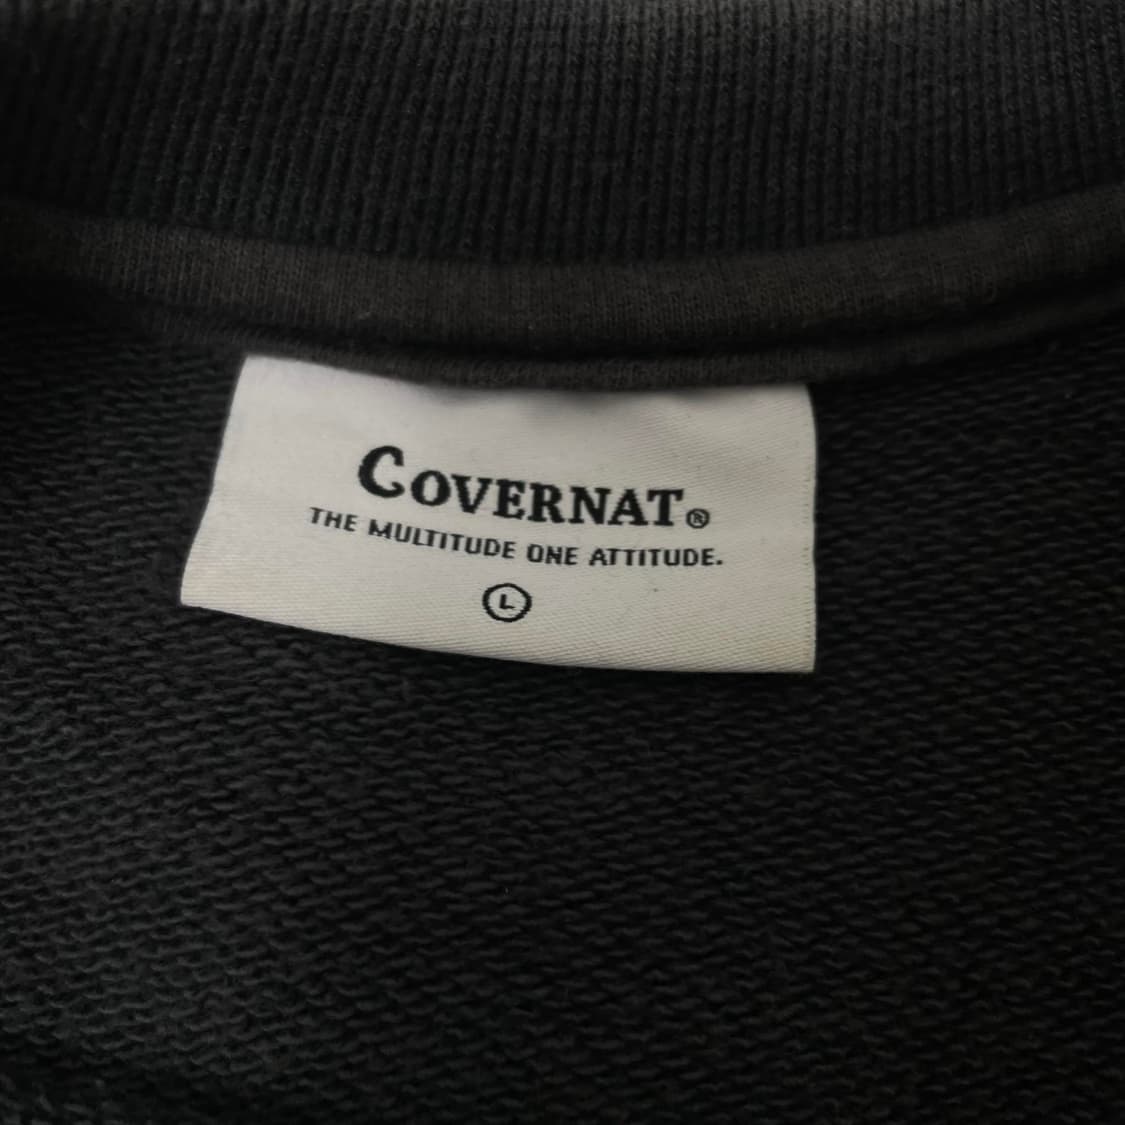 COVERNAT®
THE MULTITUDE ONE ATTITUDE.
L